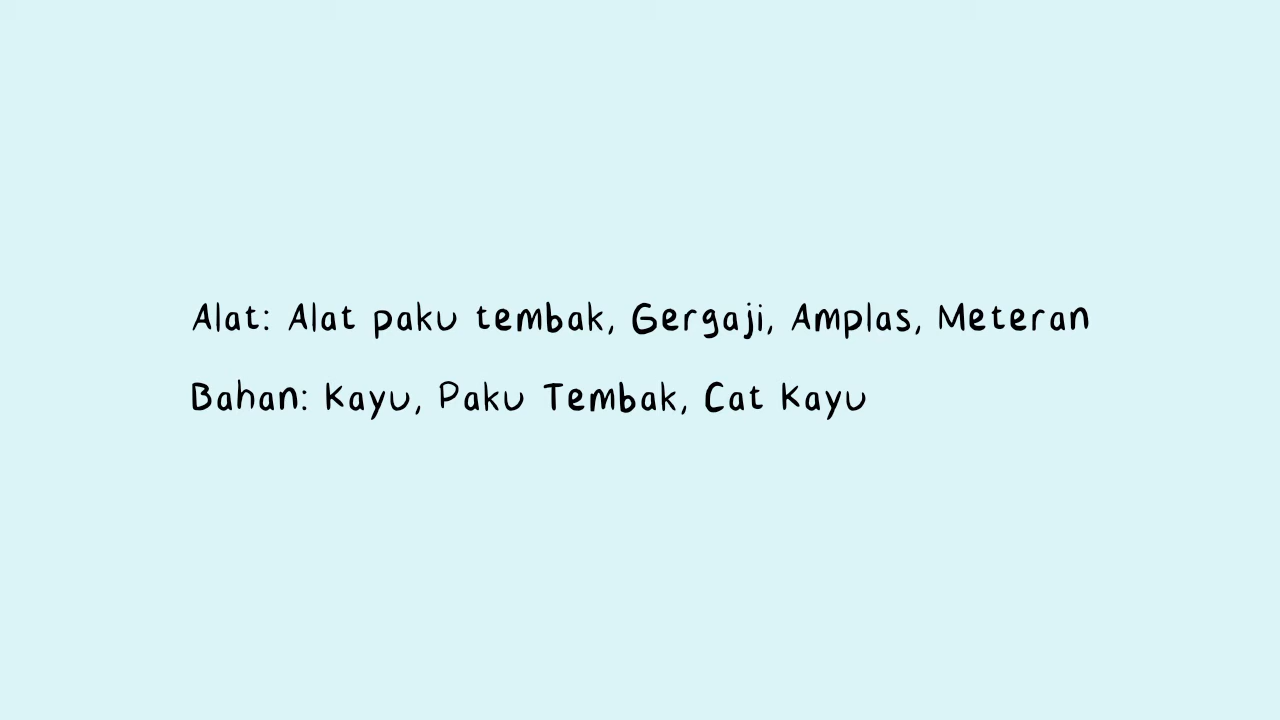 Alat: Alat paku tembak, Gergaji, Amplas, Meteran
Bahan: Kayu, Paku Tembak, Cat Kayu